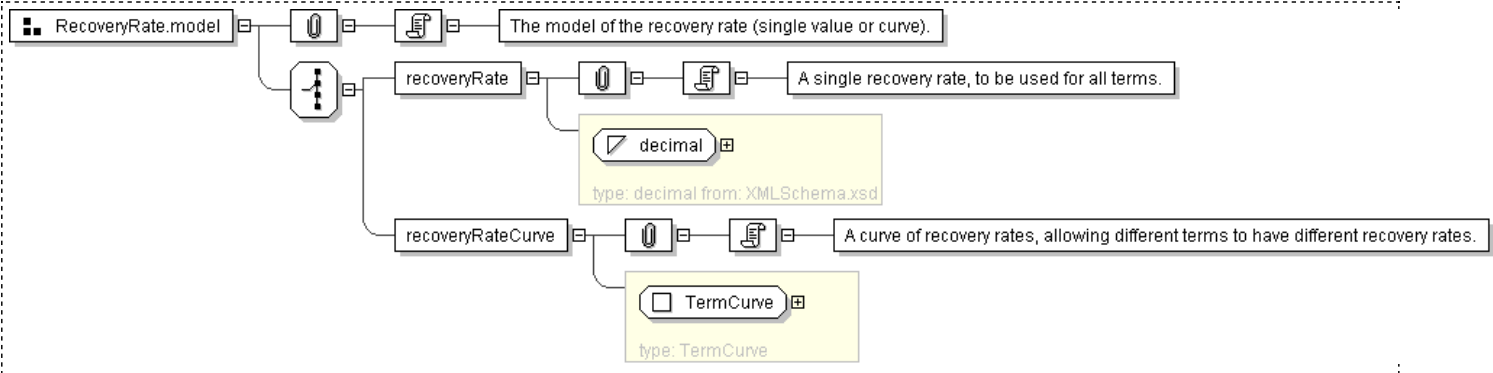 RecoveryRate.model
The model of the recovery rate (single value or curve).
recoveryRate
A single recovery rate, to be used for all terms.
decimal
type: decimal from: XMLSchema.xsd
recoveryRateCurve
A curve of recovery rates, allowing different terms to have different recovery rates.
TermCurve
type: TermCurve